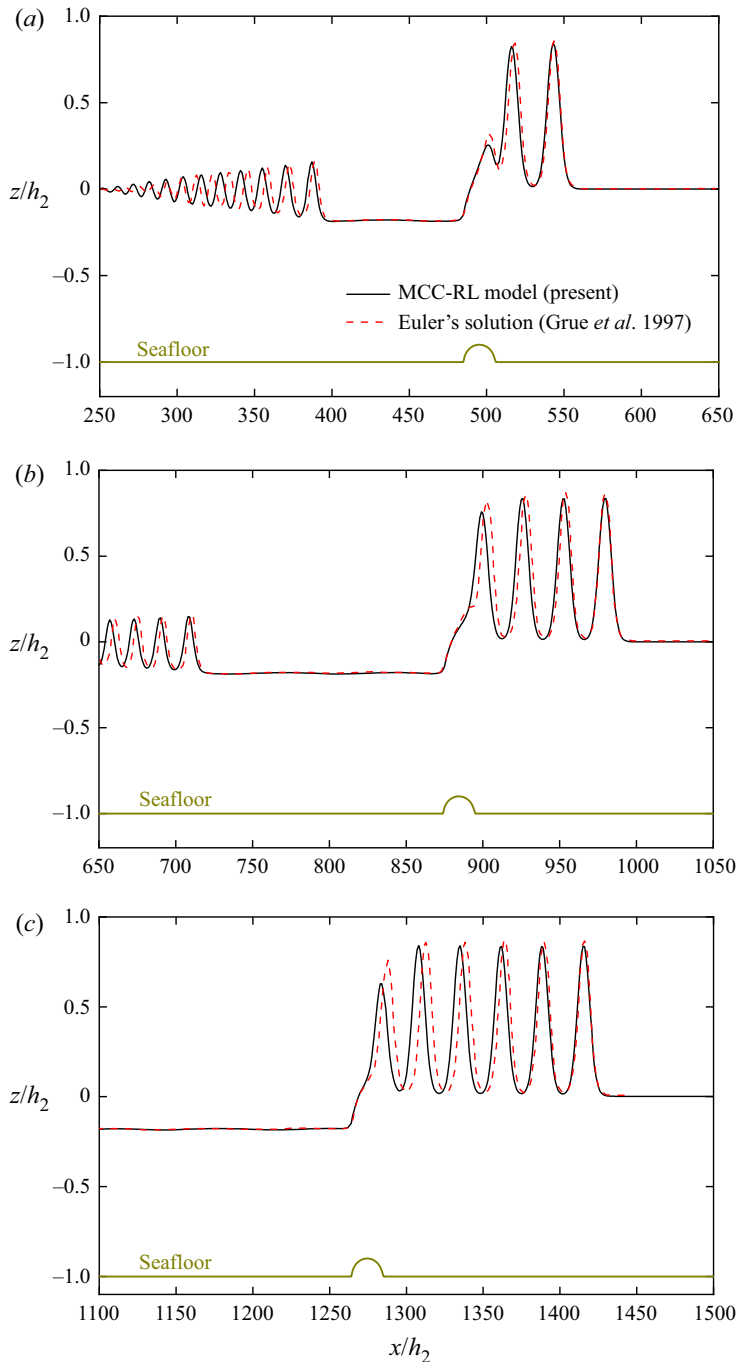 (a)
1.0
0.5
0
–0.5
–1.0
z/h2
MCC-RL model (present)
Euler's solution (Grue et al. 1997)
Seafloor
250 300 350 400 450 500 550 600 650
(b)
1.0
0.5
0
–0.5
–1.0
z/h2
Seafloor
650 700 750 800 850 900 950 1000 1050
(c)
1.0
0.5
0
–0.5
–1.0
z/h2
Seafloor
1100 1150 1200 1250 1300 1350 1400 1450 1500
x/h2